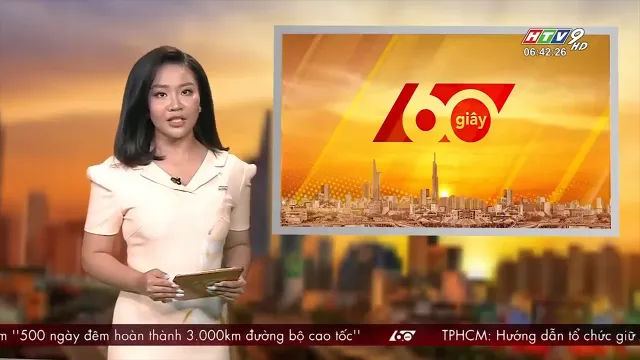 HTV9
HD
06:42:26
60
giây
m "500 ngày đêm hoàn thành 3.000km đường bộ cao tốc" 60 TPHCM: Hướng dẫn tổ chức giữ